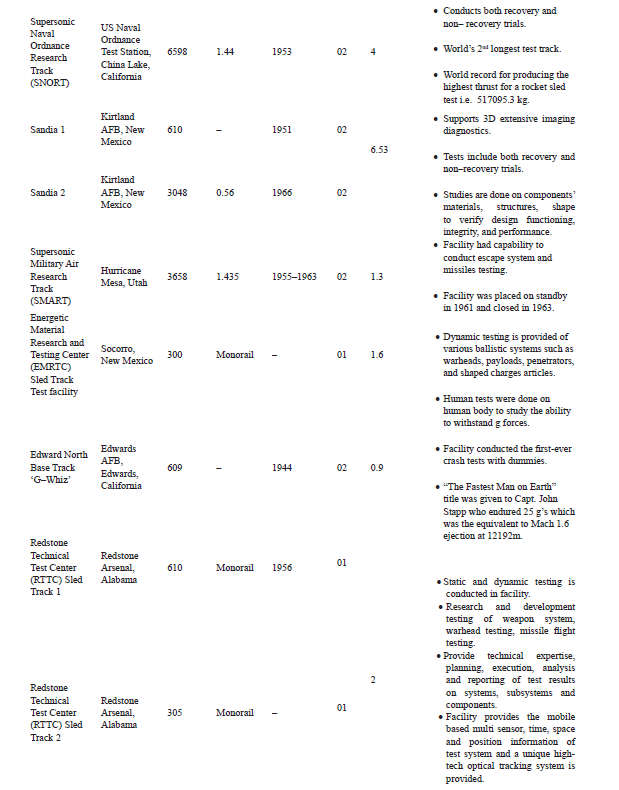 Supersonic
Naval
Ordnance
Research
Track
(SNORT)
US Naval
Ordnance
Test Station,
China Lake,
California
6598
1.44
1953
02
4
• Conducts both recovery and
non– recovery trials.
• World's 2nd longest test track.
• World record for producing the
highest thrust for a rocket sled
test i.e. 517095.3 kg.
Sandia 1
Kirtland
AFB, New
Mexico
610
–
1951
02
6.53
• Supports 3D extensive imaging
diagnostics.
• Tests include both recovery and
non–recovery trials.
Sandia 2
Kirtland
AFB, New
Mexico
3048
0.56
1966
02
• Studies are done on components'
materials, structures, shape
to verify design functioning,
integrity, and performance.
Supersonic
Military Air
Research
Track
(SMART)
Hurricane
Mesa, Utah
3658
1.435
1955–1963
02
1.3
• Facility had capability to
conduct escape system and
missiles testing.
• Facility was placed on standby
in 1961 and closed in 1963.
Energetic
Material
Research and
Testing Center
(EMRTC)
Sled Track
Test facility
Socorro,
New Mexico
300
Monorail
–
01
1.6
• Dynamic testing is provided of
various ballistic systems such as
warheads, payloads, penetrators,
and shaped charges articles.
Edward North
Base Track
‘G–Whiz’
Edwards
AFB,
Edwards,
California
609
–
1944
02
0.9
• Human tests were done on
human body to study the ability
to withstand g forces.
• Facility conducted the first-ever
crash tests with dummies.
• “The Fastest Man on Earth”
title was given to Capt. John
Stapp who endured 25 g's which
was the equivalent to Mach 1.6
ejection at 12192m.
Redstone
Technical
Test Center
(RTTC) Sled
Track 1
Redstone
Arsenal,
Alabama
610
Monorail
1956
01
2
• Static and dynamic testing is
conducted in facility.
• Research and development
testing of weapon system,
warhead testing, missile flight
testing.
• Provide technical expertise,
planning, execution, analysis
and reporting of test results
on systems, subsystems and
components.
• Facility provides the mobile
based multi sensor, time, space
and position information of
test system and a unique high-
tech optical tracking system is
provided.
Redstone
Technical
Test Center
(RTTC) Sled
Track 2
Redstone
Arsenal,
Alabama
305
Monorail
–
01